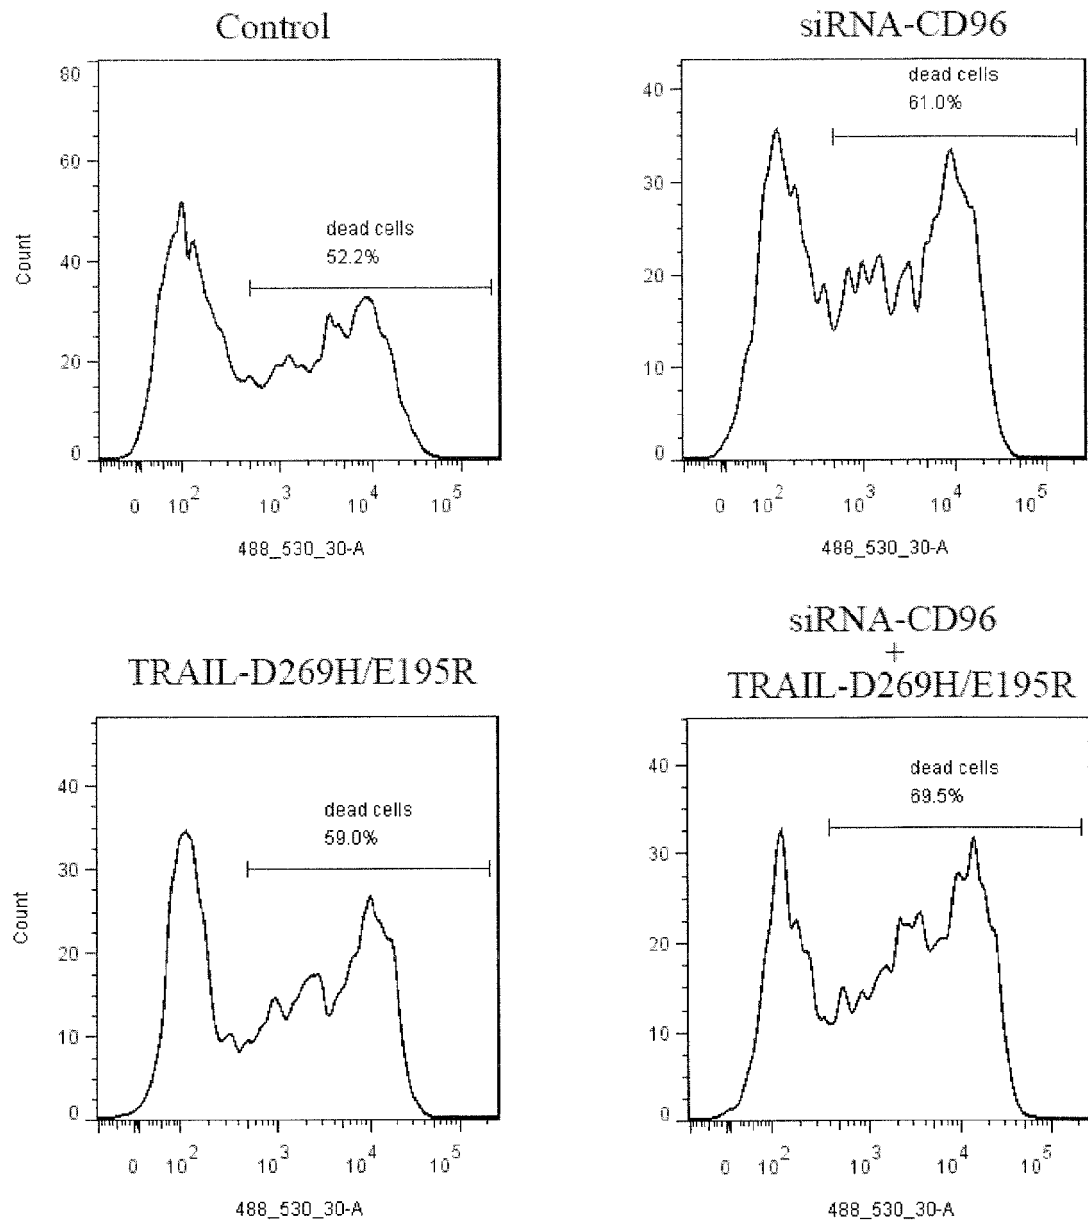 Control
80
60
40
20
0
Count
dead cells
52.2%
0 10^2 10^3 10^4 10^5
488_530_30-A
siRNA-CD96
40
30
20
10
0
dead cells
61.0%
0 10^2 10^3 10^4 10^5
488_530_30-A
TRAIL-D269H/E195R
40
30
20
10
0
Count
dead cells
59.0%
0 10^2 10^3 10^4 10^5
488_530_30-A
siRNA-CD96
+
TRAIL-D269H/E195R
40
30
20
10
0
dead cells
69.5%
0 10^2 10^3 10^4 10^5
488_530_30-A